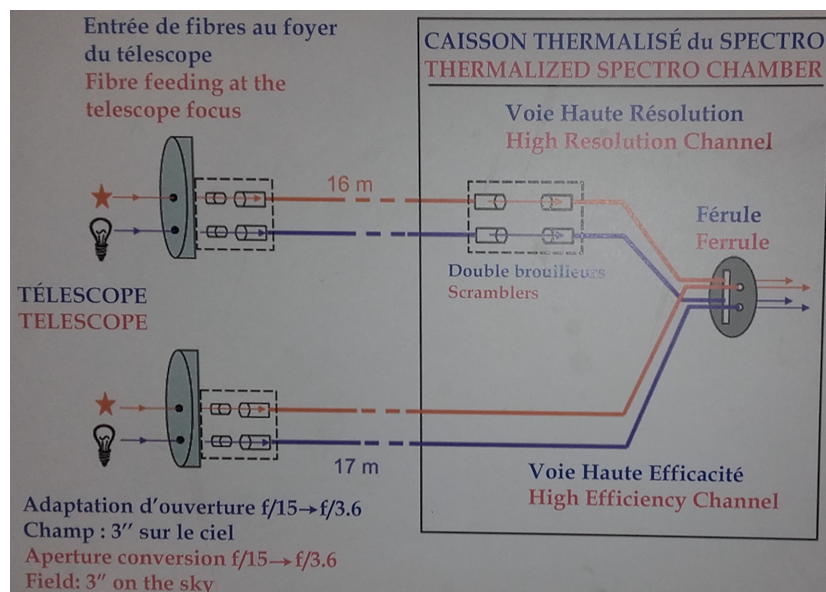 Entrée de fibres au foyer
du télescope
Fibre feeding at the
telescope focus
CAISSON THERMALISÉ du SPECTRO
THERMALIZED SPECTRO CHAMBER
Voie Haute Résolution
High Resolution Channel
16 m
Férule
Ferrule
Double brouilleurs
Scramblers
TÉLESCOPE
TELESCOPE
17 m
Voie Haute Efficacité
High Efficiency Channel
Adaptation d'ouverture f/15→f/3.6
Champ : 3″ sur le ciel
Aperture conversion f/15→f/3.6
Field: 3″ on the sky